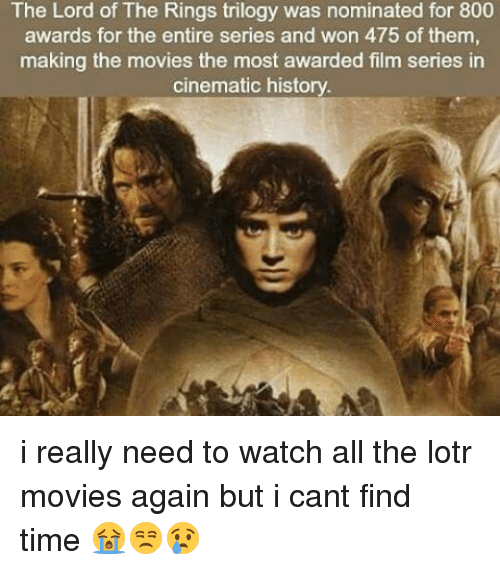 The Lord of The Rings trilogy was nominated for 800
awards for the entire series and won 475 of them,
making the movies the most awarded film series in
cinematic history.
i really need to watch all the lotr
movies again but i cant find
time 😭😒😢